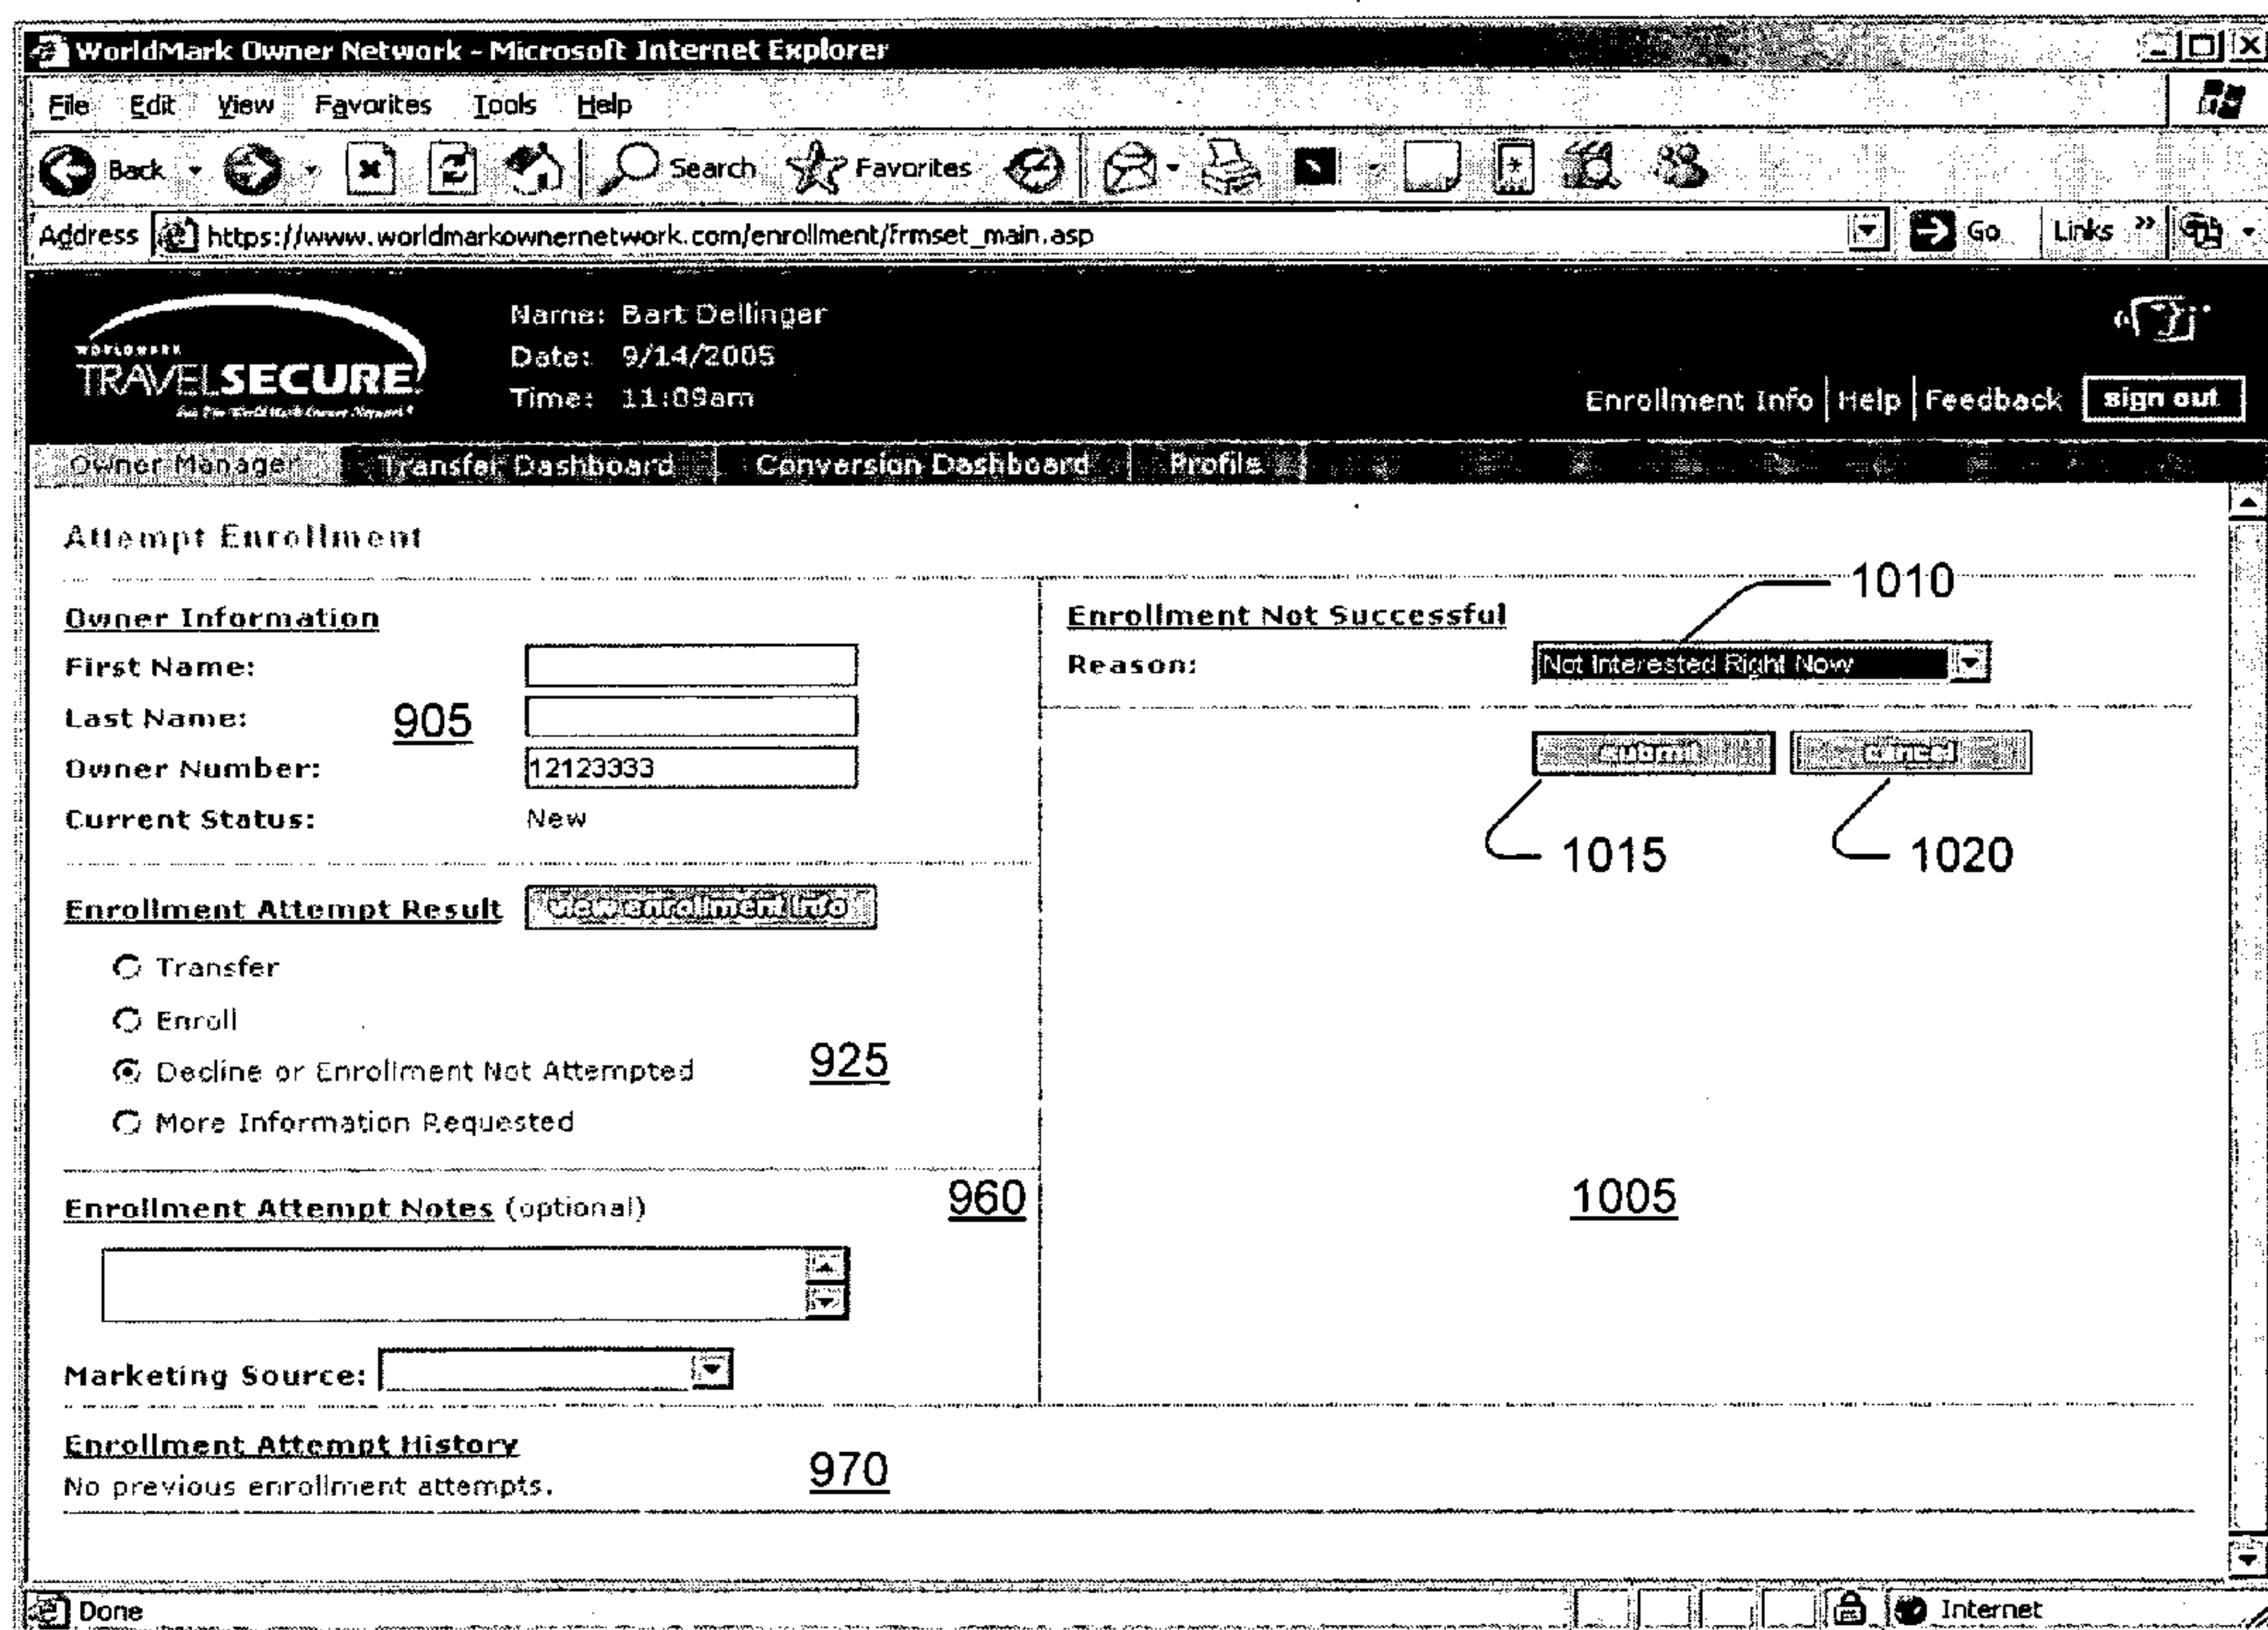 WorldMark Owner Network - Microsoft Internet Explorer
File Edit View Favorites Tools Help
Back Search Favorites
Address https://www.worldmarkownernetwork.com/enrollment/frmset_main.asp Go Links »
WORLDMARK
TRAVELSECURE
Name: Bart Dellinger
Date: 9/14/2005
Time: 11:09am
Enrollment Info | Help | Feedback sign out
Owner Manager Transfer Dashboard Conversion Dashboard Profile
Attempt Enrollment
Owner Information
First Name:
Last Name: 905
Owner Number: 12123333
Current Status: New
Enrollment Attempt Result view enrollment info
Transfer
Enroll
Decline or Enrollment Not Attempted 925
More Information Requested
Enrollment Attempt Notes (optional) 960
Marketing Source:
Enrollment Attempt History
No previous enrollment attempts. 970
1010
Enrollment Not Successful
Reason: Not Interested Right Now
submit cancel
1015 1020
1005
Done Internet